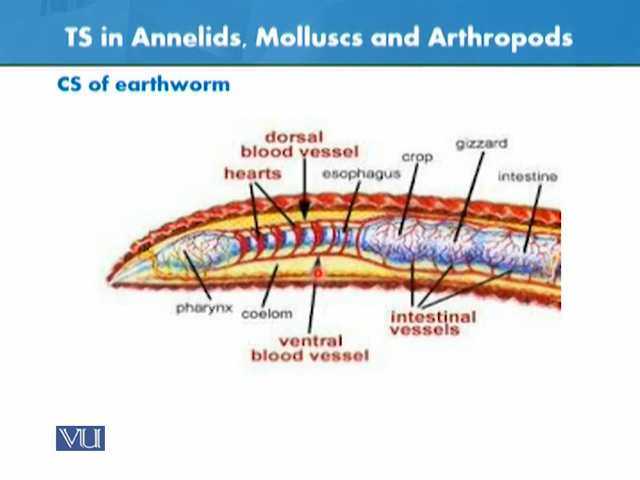 TS in Annelids, Molluscs and Arthropods
CS of earthworm
dorsal
blood vessel
hearts
esophagus
crop
gizzard
intestine
pharynx
coelom
ventral
blood vessel
intestinal
vessels
VU